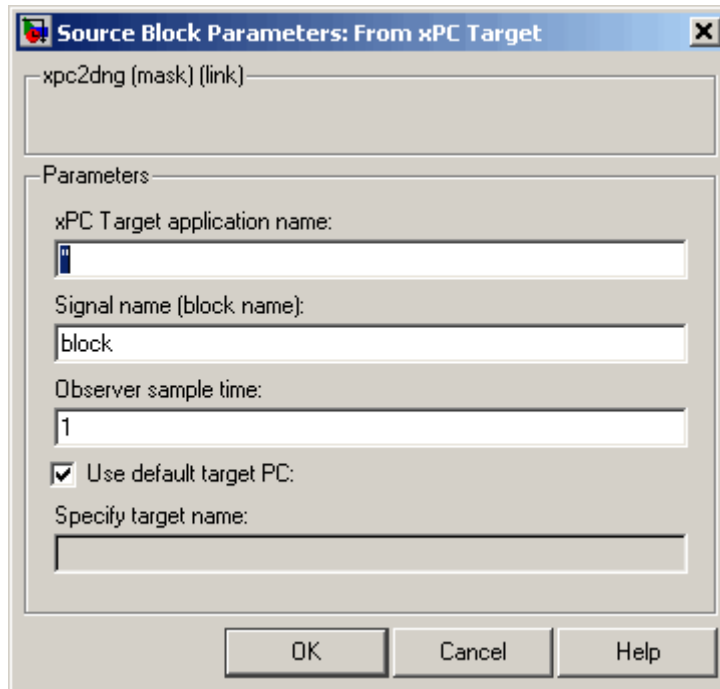 Source Block Parameters: From xPC Target
xpc2dng (mask) (link)
Parameters
xPC Target application name:
''
Signal name (block name):
block
Observer sample time:
1
Use default target PC:
Specify target name:
OK Cancel Help